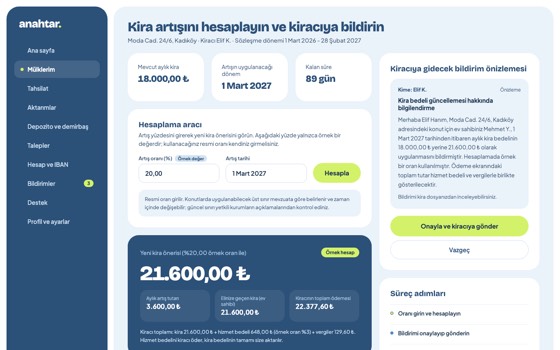 anahtar.
Ana sayfa
Mülklerim
Tahsilat
Aktarımlar
Depozito ve demirbaş
Talepler
Hesap ve IBAN
Bildirimler
3
Destek
Profil ve ayarlar
Kira artışını hesaplayın ve kiracıya bildirin
Moda Cad. 24/6, Kadıköy · Kiracı Elif K. · Sözleşme dönemi 1 Mart 2026 - 28 Şubat 2027
Mevcut aylık kira
18.000,00 ₺
Artışın uygulanacağı
dönem
1 Mart 2027
Kalan süre
89 gün
Hesaplama aracı
Artış yüzdesini girerek yeni kira önerisini görün. Aşağıdaki yüzde yalnızca örnek bir
değerdir; kullanacağınız resmi oranı kendiniz girmelisiniz.
Artış oranı (%) Örnek değer
20,00
Artış tarihi
1 Mart 2027
Hesapla
Resmi oranı girilir. Konutlarda uygulanabilecek üst sınır mevzuata göre belirlenir ve zaman
içinde değişebilir; güncel sınırı yetkili kurumların açıklamalarından kontrol ediniz.
Yeni kira önerisi (%20,00 örnek oran ile)
Örnek hesap
21.600,00 ₺
Aylık artış tutarı
3.600,00 ₺
Elinize geçen kira (ev
sahibi)
21.600,00 ₺
Kiracının toplam ödemesi
22.377,60 ₺
Kiracı toplamı: kira 21.600,00 ₺ + hizmet bedeli 648,00 ₺ (örnek oran %3) + vergiler 129,60 ₺.
Hizmet bedelini kiracı öder, kira bedelinin tamamı size aktarılır.
Kiracıya gidecek bildirim önizlemesi
Kime: Elif K.
Önizleme
Kira bedeli güncellemesi hakkında
bilgilendirme
Merhaba Elif Hanım, Moda Cad. 24/6, Kadıköy
adresindeki konut için ev sahibiniz Mehmet Y., 1
Mart 2027 tarihinden itibaren aylık kira bedelinin
18.000,00 ₺ yerine 21.600,00 ₺ olarak
uygulanmasını bildirmiştir. Hesaplamada örnek
bir oran kullanılmıştır. Ödeme ekranındaki
toplam tutar hizmet bedeli ve vergilerle birlikte
gösterilecektir.
Bildirimi kira dosyanızdan inceleyebilirsiniz.
Onayla ve kiracıya gönder
Vazgeç
Süreç adımları
Oranı girin ve hesaplayın
Bildirimi onaylayıp gönderin